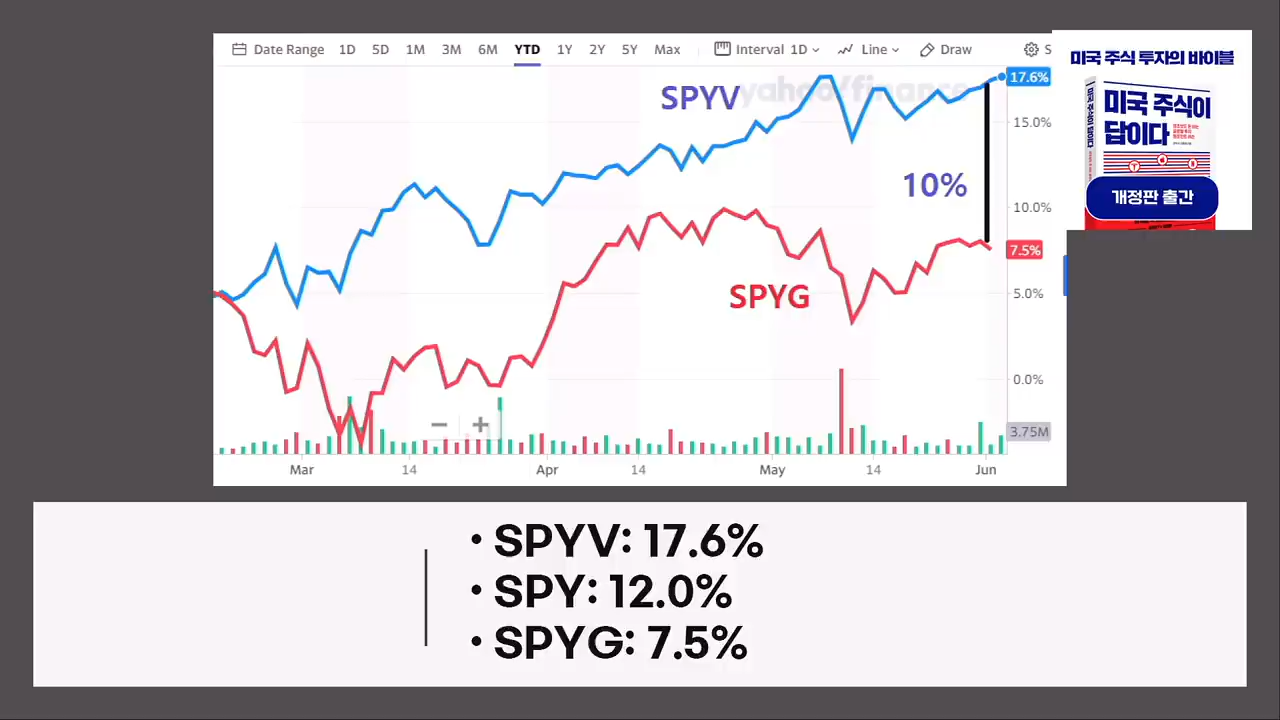 Date Range 1D 5D 1M 3M 6M YTD 1Y 2Y 5Y Max Interval 1D Line Draw S
미국 주식 투자의 바이블
미국 주식이
답이다
개정판 출간
yahoo/finance
SPYV
17.6%
15.0%
10%
10.0%
7.5%
SPYG
5.0%
0.0%
3.75M
Mar 14 Apr 14 May 14 Jun
• SPYV: 17.6%
• SPY: 12.0%
• SPYG: 7.5%